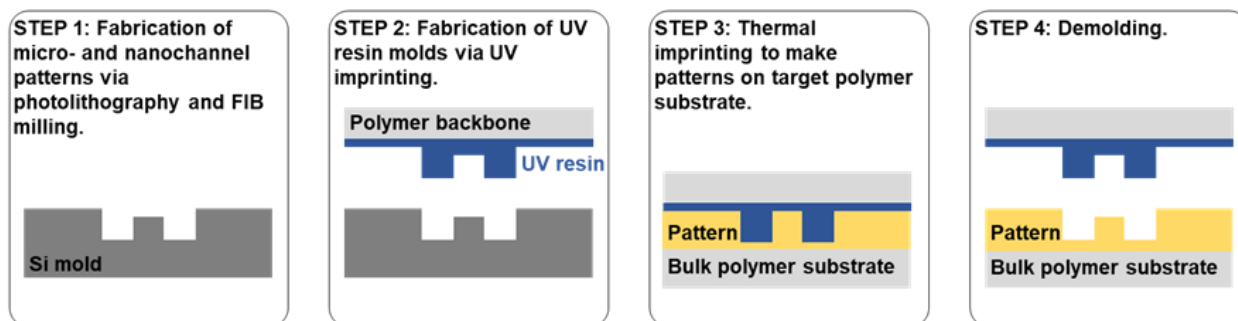 STEP 1: Fabrication of
micro- and nanochannel
patterns via
photolithography and FIB
milling.
Si mold
STEP 2: Fabrication of UV
resin molds via UV
imprinting.
Polymer backbone
UV resin
STEP 3: Thermal
imprinting to make
patterns on target polymer
substrate.
Pattern
Bulk polymer substrate
STEP 4: Demolding.
Pattern
Bulk polymer substrate